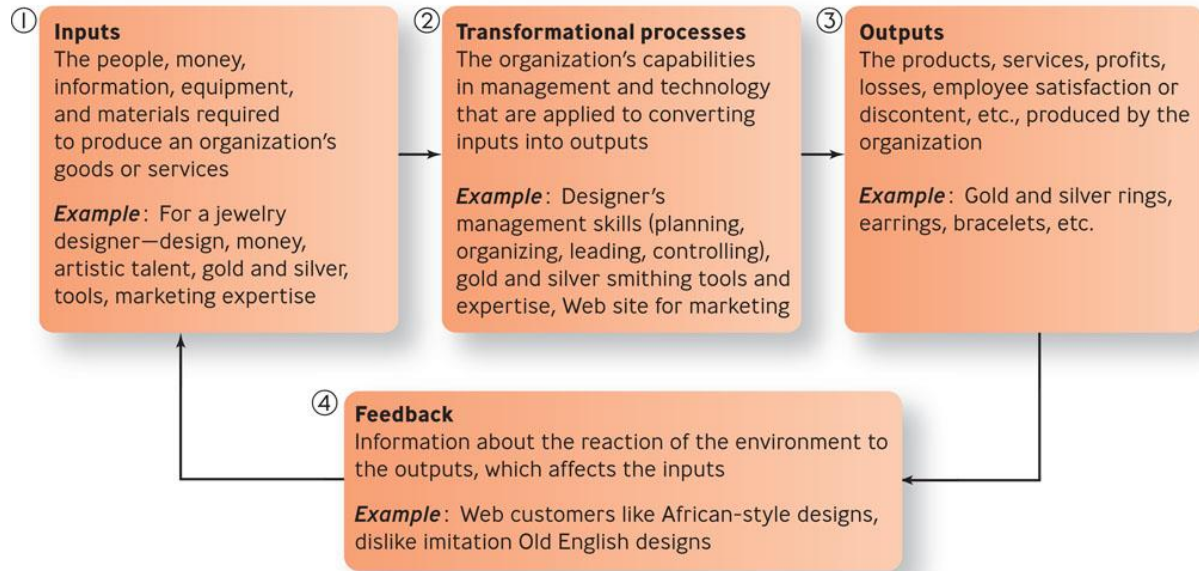 ①
Inputs
The people, money,
information, equipment,
and materials required
to produce an organization's
goods or services
Example: For a jewelry
designer—design, money,
artistic talent, gold and silver,
tools, marketing expertise
②
Transformational processes
The organization's capabilities
in management and technology
that are applied to converting
inputs into outputs
Example: Designer's
management skills (planning,
organizing, leading, controlling),
gold and silver smithing tools and
expertise, Web site for marketing
③
Outputs
The products, services, profits,
losses, employee satisfaction or
discontent, etc., produced by the
organization
Example: Gold and silver rings,
earrings, bracelets, etc.
④
Feedback
Information about the reaction of the environment to
the outputs, which affects the inputs
Example: Web customers like African-style designs,
dislike imitation Old English designs